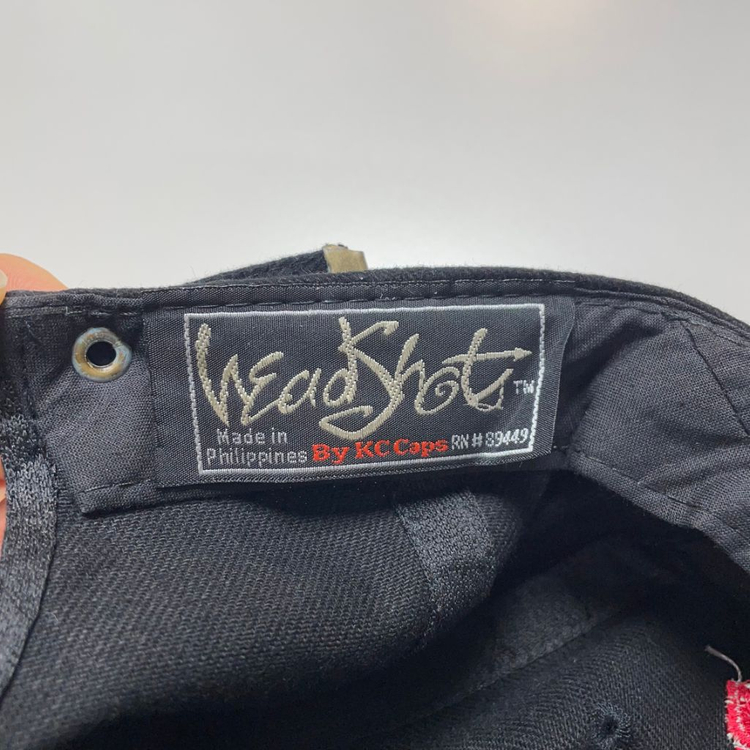 HeadShots™
Made in
Philippines
By KC Caps
RN# 89449